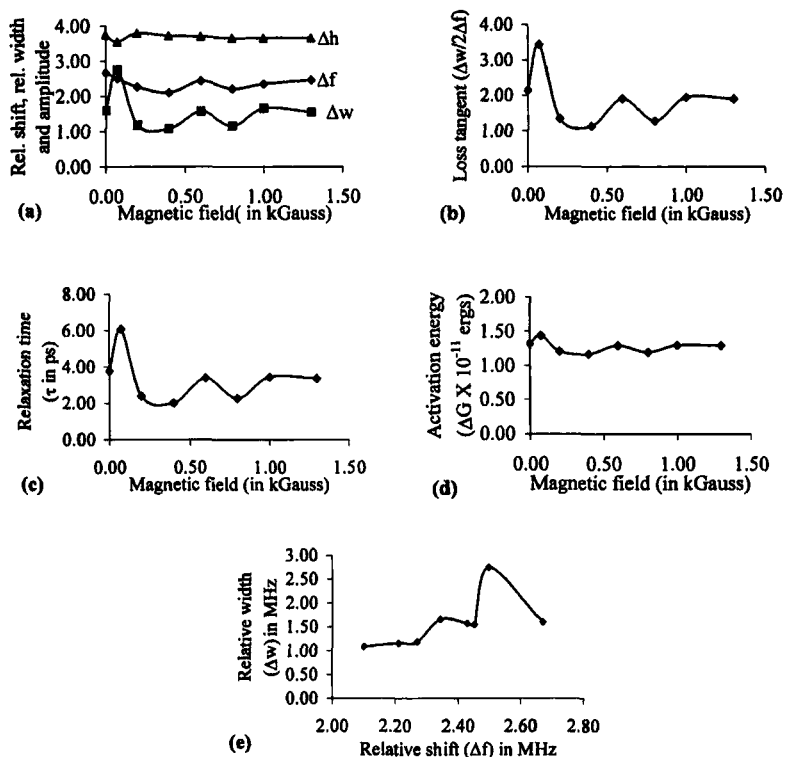 4.00
3.00
2.00
1.00
0.00
Rel. shift, rel. width
and amplitude
Δh
Δf
Δw
0.00 0.50 1.00 1.50
(a) Magnetic field( in kGauss)
4.00
3.00
2.00
1.00
0.00
Loss tangent (Δw/2Δf)
0.00 0.50 1.00 1.50
(b) Magnetic field (in kGauss)
8.00
6.00
4.00
2.00
0.00
Relaxation time
(τ in ps)
0.00 0.50 1.00 1.50
(c) Magnetic field (in kGauss)
2.00
1.50
1.00
0.50
0.00
Activation energy
(ΔG X 10⁻¹¹ ergs)
0.00 0.50 1.00 1.50
(d) Magnetic field (in kGauss)
3.00
2.50
2.00
1.50
1.00
0.50
0.00
Relative width
(Δw) in MHz
2.00 2.20 2.40 2.60 2.80
(e) Relative shift (Δf) in MHz